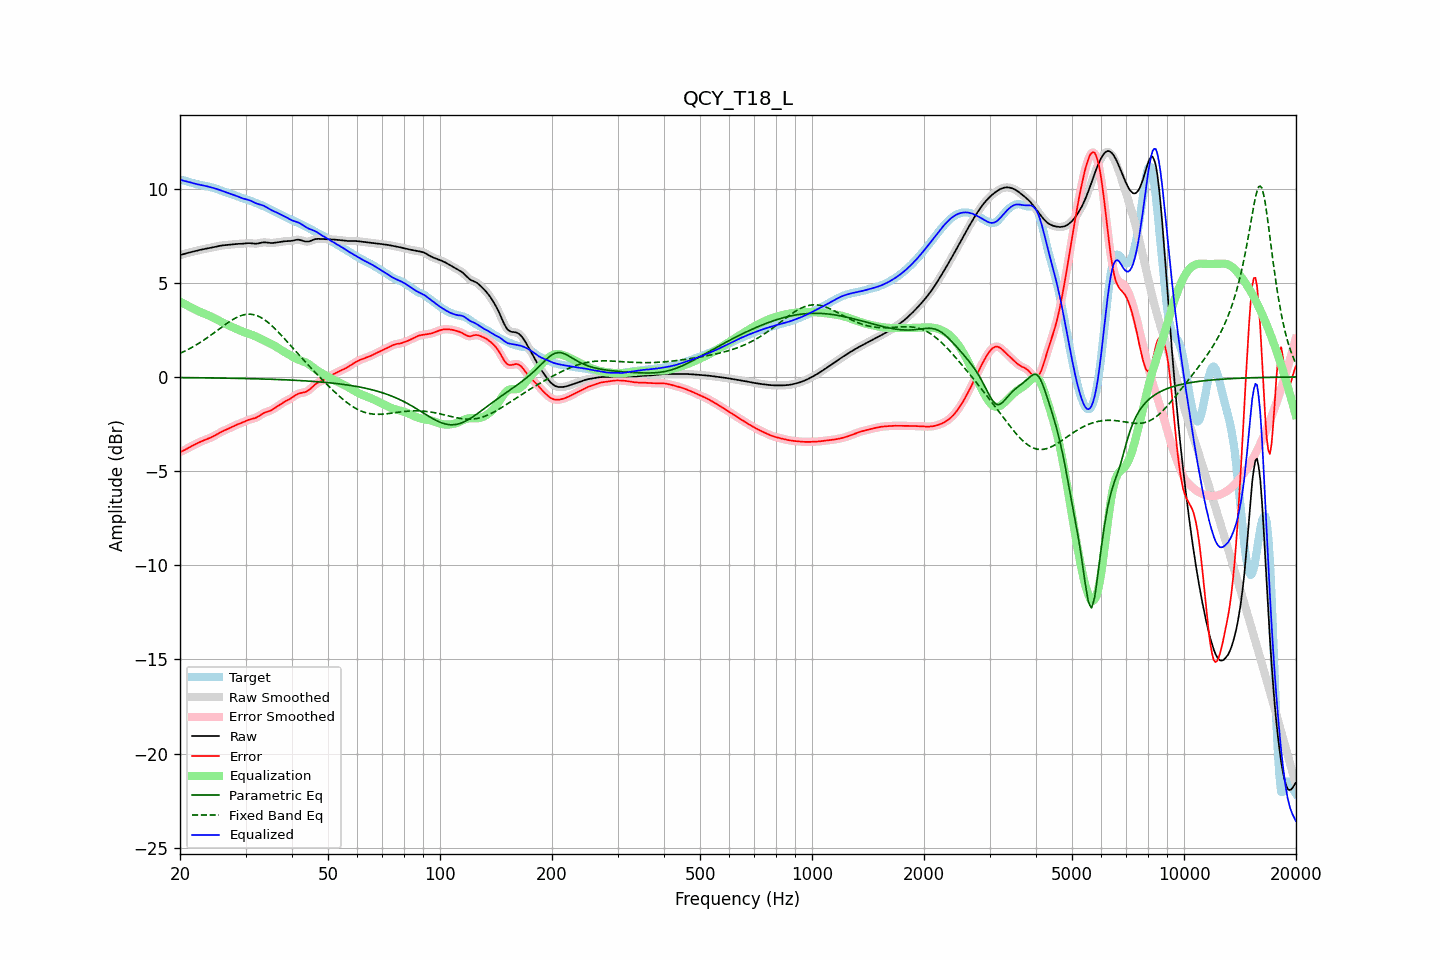 QCY_T18_L
10
5
0
−5
−10
−15
−20
−25
Amplitude (dBr)
Target
Raw Smoothed
Error Smoothed
Raw
Error
Equalization
Parametric Eq
Fixed Band Eq
Equalized
20 50 100 200 500 1000 2000 5000 10000 20000
Frequency (Hz)